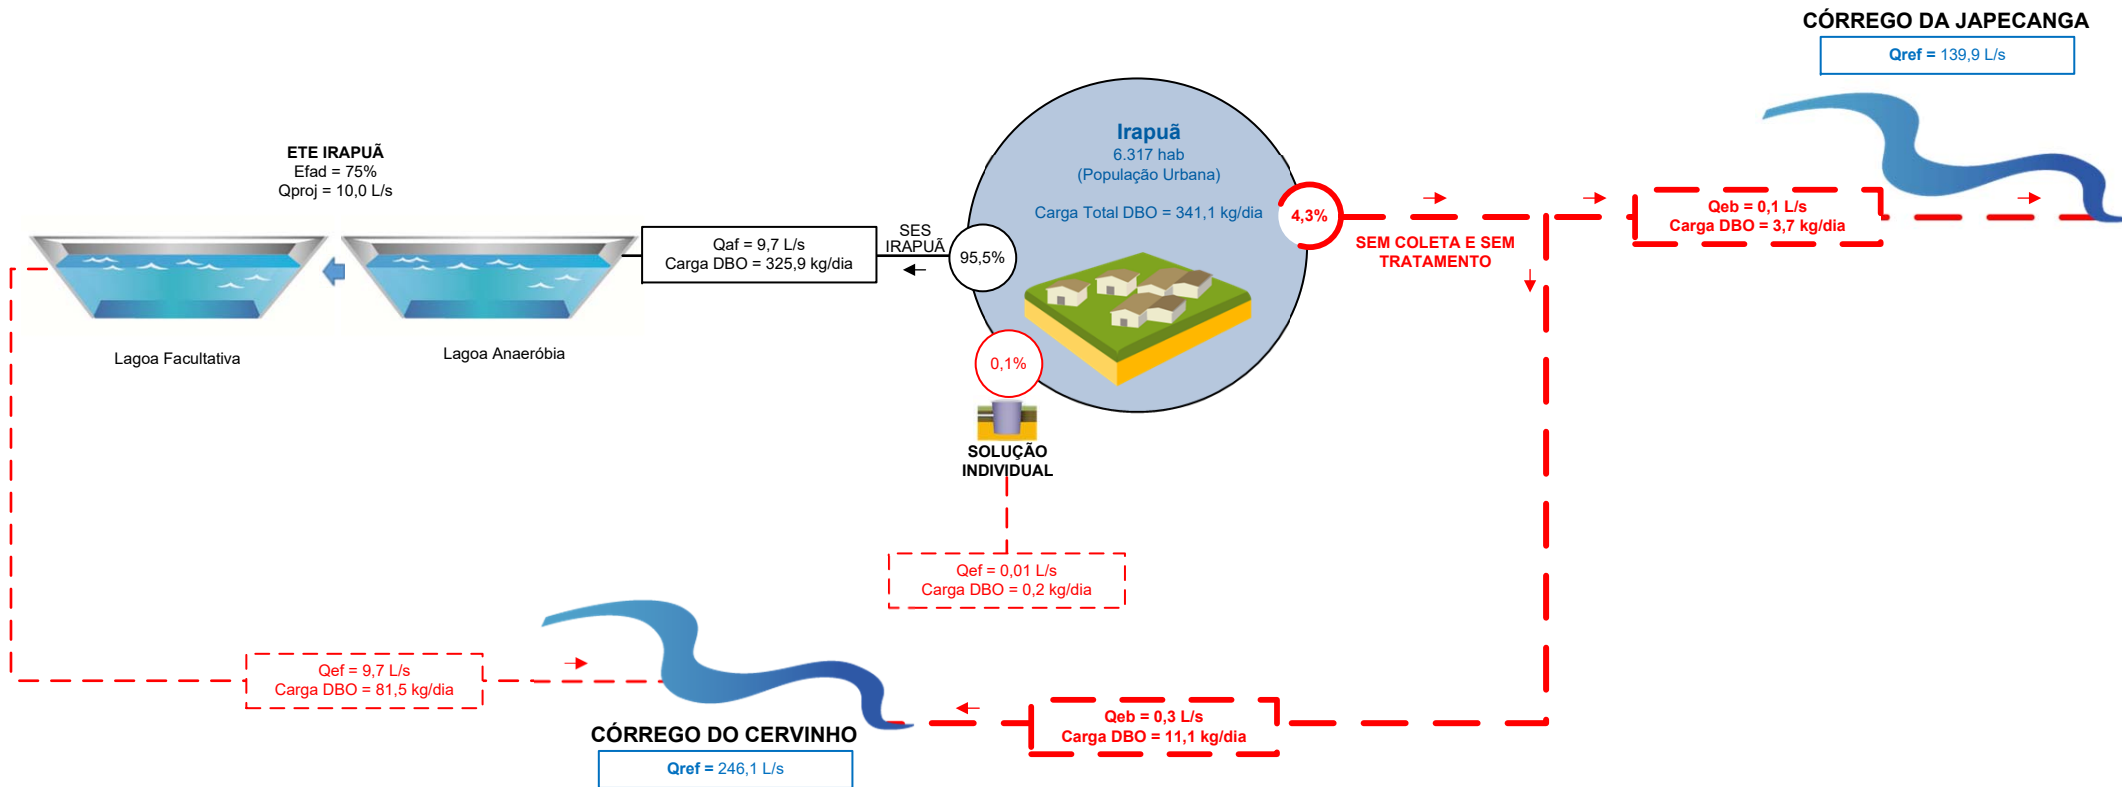 CÓRREGO DA JAPECANGA
Qref = 139,9 L/s
Irapuã
6.317 hab
(População Urbana)
Carga Total DBO = 341,1 kg/dia
ETE IRAPUÃ
Efad = 75%
Qproj = 10,0 L/s
4,3%
SEM COLETA E SEM
TRATAMENTO
Qeb = 0,1 L/s
Carga DBO = 3,7 kg/dia
SES
IRAPUÃ
95,5%
Qaf = 9,7 L/s
Carga DBO = 325,9 kg/dia
Lagoa Facultativa
Lagoa Anaeróbia
0,1%
SOLUÇÃO
INDIVIDUAL
Qef = 0,01 L/s
Carga DBO = 0,2 kg/dia
Qef = 9,7 L/s
Carga DBO = 81,5 kg/dia
Qeb = 0,3 L/s
Carga DBO = 11,1 kg/dia
CÓRREGO DO CERVINHO
Qref = 246,1 L/s